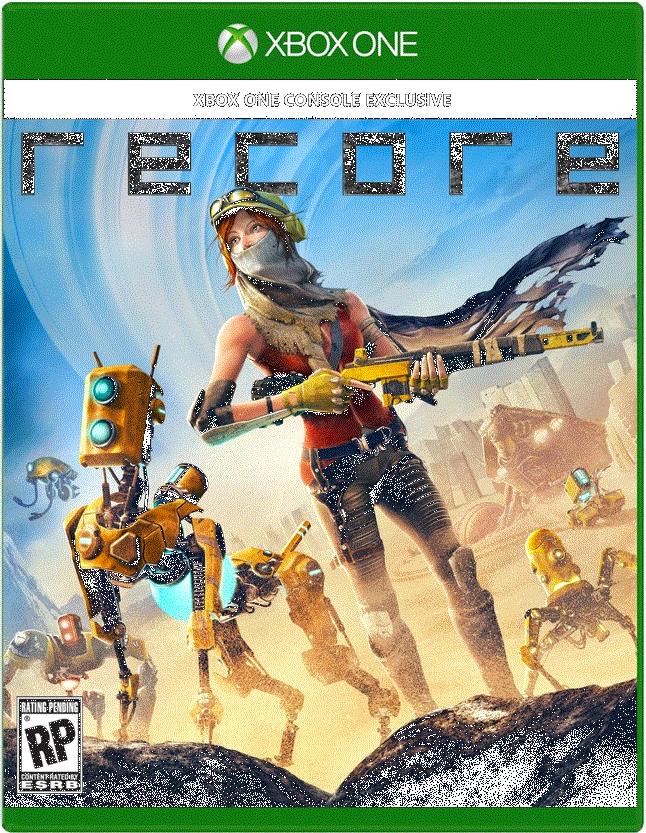 XBOX ONE
XBOX ONE CONSOLE EXCLUSIVE
recore
RATING-PENDING
RP
®
CONTENT RATED BY
ESRB